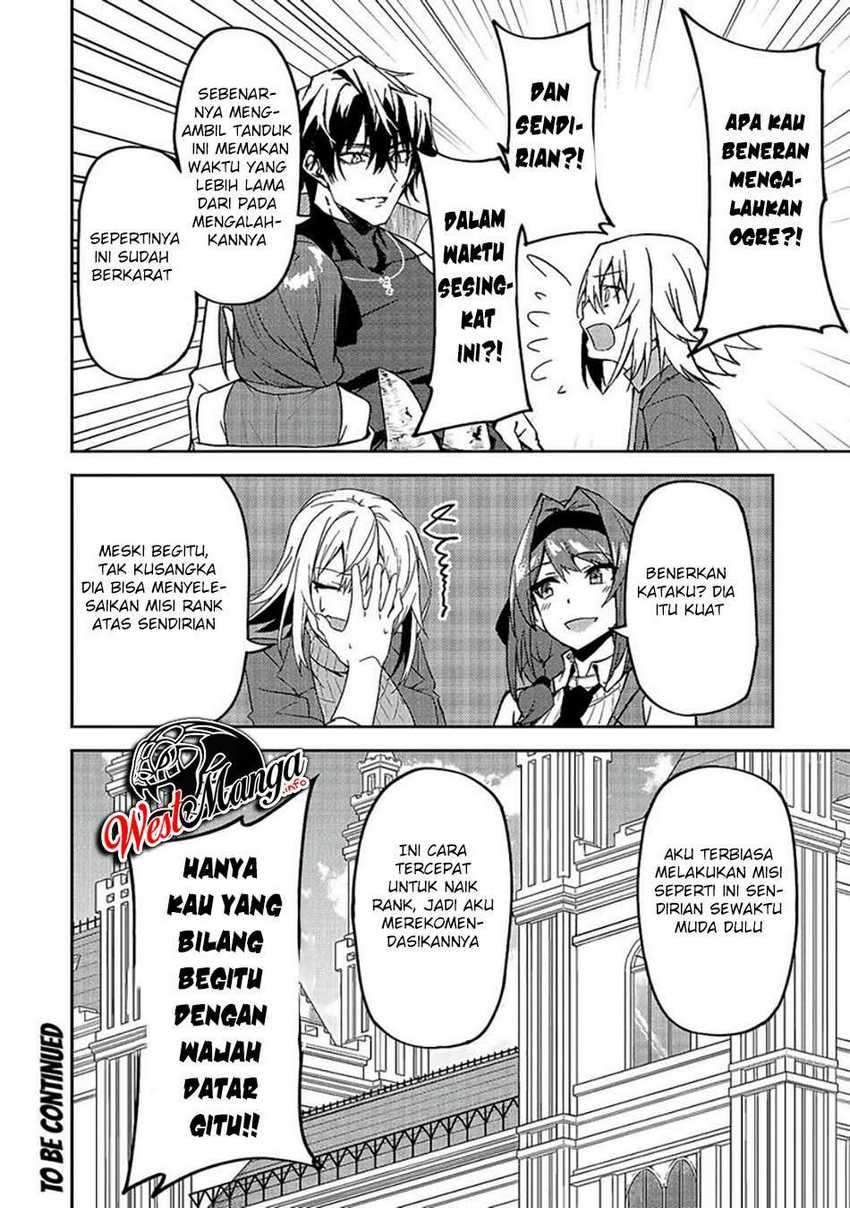 APA KAU
BENERAN
MENGA-
LAHKAN
OGRE?!
DAN
SENDI-
RIAN?!
DALAM
WAKTU
SESING-
KAT
INI?!
SEBENAR-
NYA MENG-
AMBIL TANDUK
INI MEMAKAN
WAKTU YANG
LEBIH LAMA
DARI PADA
MENGALAH-
KANNYA
SEPERTINYA
INI SUDAH
BERKARAT
BENERKAN
KATAKU? DIA
ITU KUAT
MESKI BEGITU,
TAK KUSANGKA
DIA BISA MENYELE-
SAIKAN MISI RANK
ATAS SENDIRIAN
AKU TERBIASA
MELAKUKAN MISI
SEPERTI INI SEN-
DIRIAN SEWAKTU
MUDA DULU
INI CARA
TERCEPAT
UNTUK NAIK
RANK, JADI AKU
MEREKOMEN-
DASIKANNYA
WestManga
.info
HANYA
KAU YANG
BILANG
BEGITU
DENGAN
WAJAH
DATAR
GITU!!
TO BE CONTINUED